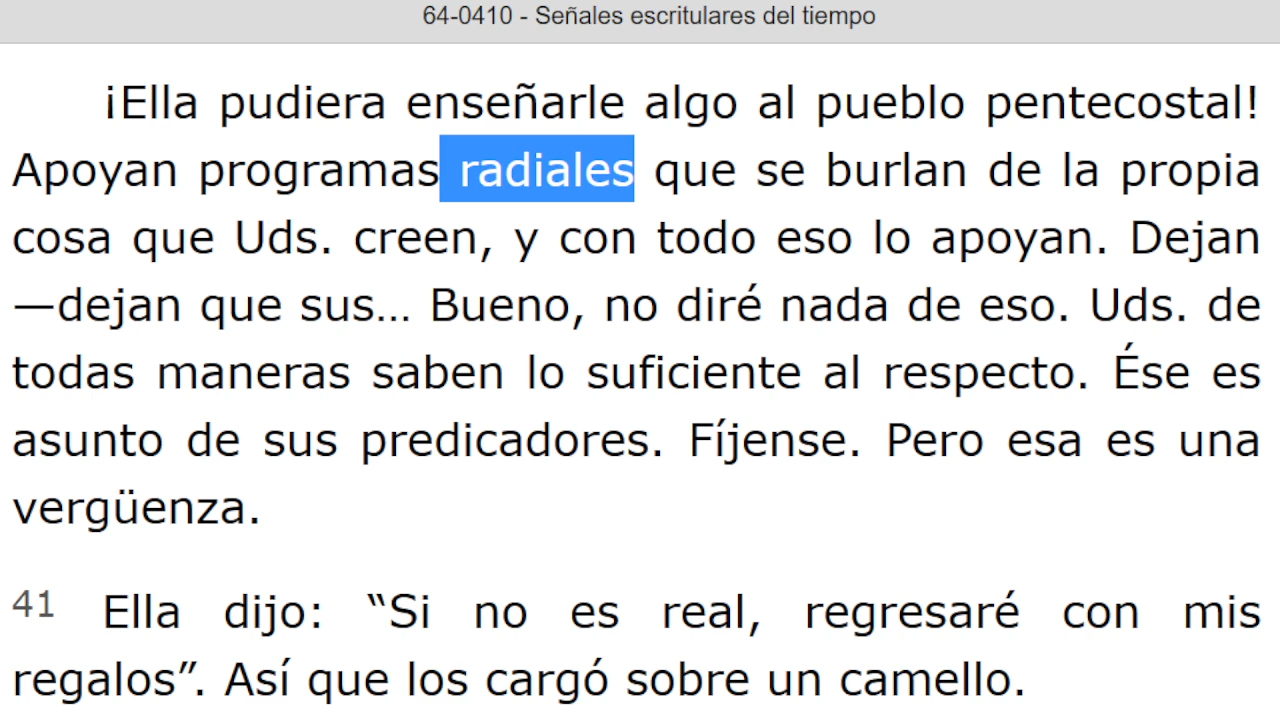 64-0410 - Señales escritulares del tiempo
¡Ella pudiera enseñarle algo al pueblo pentecostal!
Apoyan programas radiales que se burlan de la propia
cosa que Uds. creen, y con todo eso lo apoyan. Dejan
—dejan que sus… Bueno, no diré nada de eso. Uds. de
todas maneras saben lo suficiente al respecto. Ése es
asunto de sus predicadores. Fíjense. Pero esa es una
vergüenza.
41 Ella dijo: “Si no es real, regresaré con mis
regalos”. Así que los cargó sobre un camello.